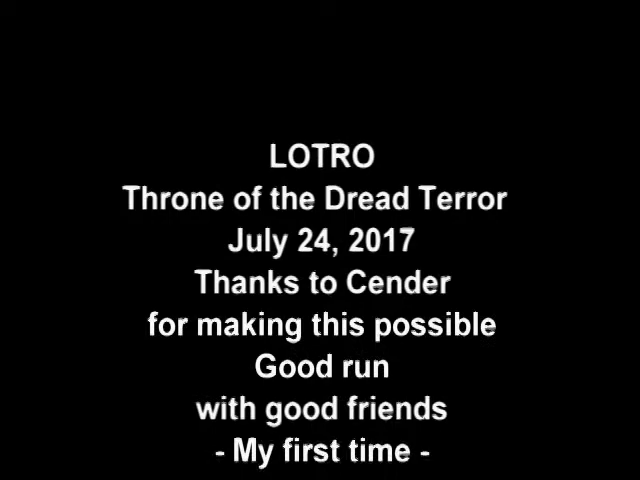 LOTRO
Throne of the Dread Terror
July 24, 2017
Thanks to Cender
for making this possible
Good run
with good friends
- My first time -